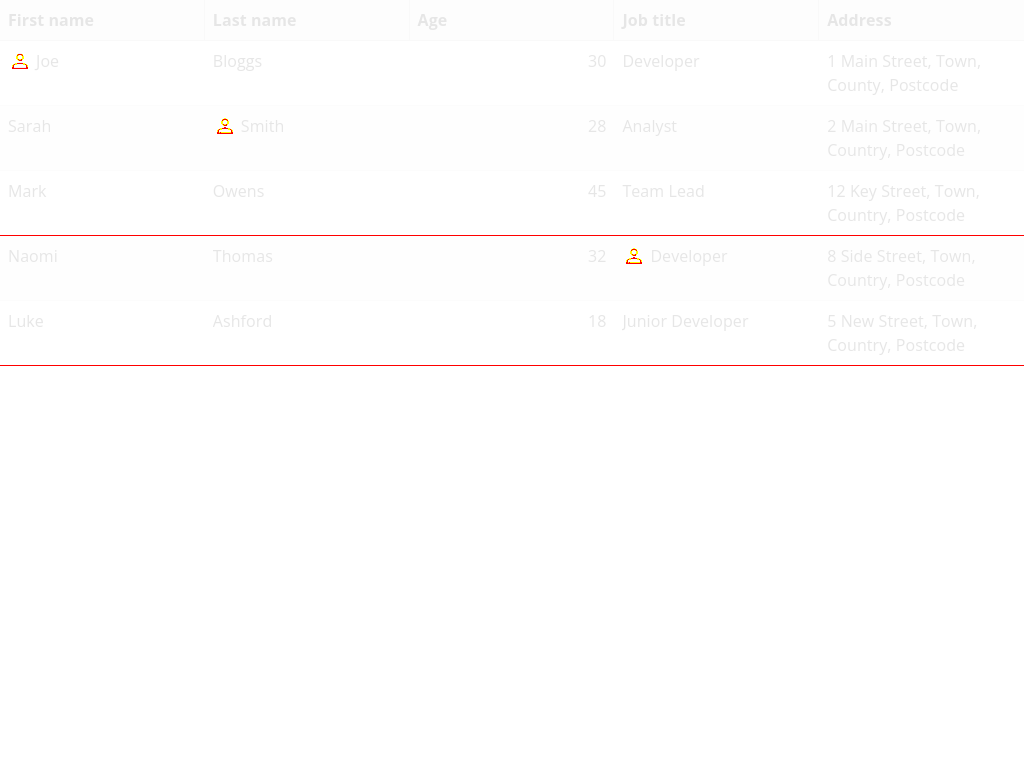 First name Last name Age Job title Address
Joe Bloggs 30 Developer 1 Main Street, Town,
County, Postcode
Sarah Smith 28 Analyst 2 Main Street, Town,
Country, Postcode
Mark Owens 45 Team Lead 12 Key Street, Town,
Country, Postcode
Naomi Thomas 32 Developer 8 Side Street, Town,
Country, Postcode
Luke Ashford 18 Junior Developer 5 New Street, Town,
Country, Postcode